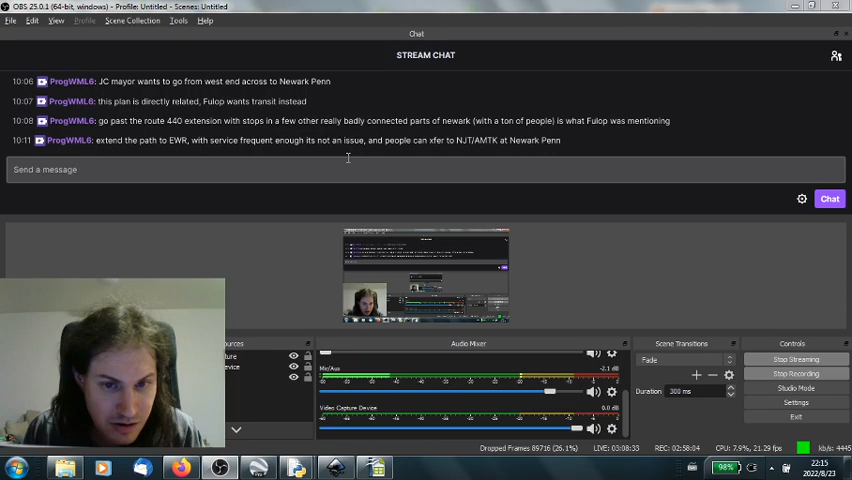 OBS 25.0.1 (64-bit, windows) - Profile: Untitled - Scenes: Untitled
File Edit View Profile Scene Collection Tools Help
Chat
STREAM CHAT
10:06 ProgWML6: JC mayor wants to go from west end across to Newark Penn
10:07 ProgWML6: this plan is directly related, Fulop wants transit instead
10:08 ProgWML6: go past the route 440 extension with stops in a few other really badly connected parts of newark (with a ton of people) is what Fulop was mentioning
10:11 ProgWML6: extend the path to EWR, with service frequent enough its not an issue, and people can xfer to NJT/AMTK at Newark Penn
Send a message
Chat
Audio Mixer
Scene Transitions
Controls
Mic/Aux
-2.1 dB
Fade
Stop Streaming
Stop Recording
Duration 300 ms
Studio Mode
Video Capture Device
0.0 dB
Settings
Exit
Dropped Frames 89716 (26.1%)
LIVE: 03:08:33
REC: 02:58:04
CPU: 7.9%, 21.29 fps
98%
22:15
2022/8/23